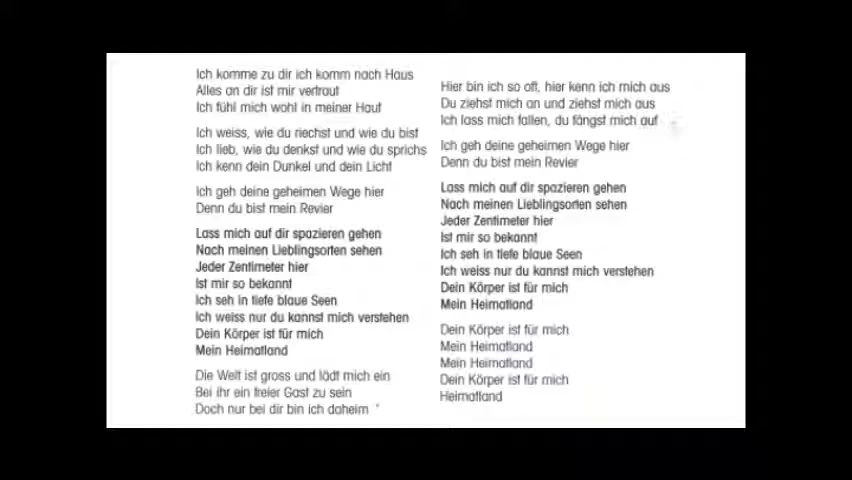 Ich komme zu dir ich komm nach Haus
Alles an dir ist mir vertraut
Ich fühl mich wohl in meiner Haut
Ich weiss, wie du riechst und wie du bist
Ich lieb, wie du denkst und wie du sprichs
Ich kenn dein Dunkel und dein Licht
Ich geh deine geheimen Wege hier
Denn du bist mein Revier
Lass mich auf dir spazieren gehen
Nach meinen Lieblingsorten sehen
Jeder Zentimeter hier
Ist mir so bekannt
Ich seh in tiefe blaue Seen
Ich weiss nur du kannst mich verstehen
Dein Körper ist für mich
Mein Heimatland
Die Welt ist gross und lädt mich ein
Bei ihr ein freier Gast zu sein
Doch nur bei dir bin ich daheim
Hier bin ich so oft, hier kenn ich mich aus
Du ziehst mich an und ziehst mich aus
Ich lass mich fallen, du fängst mich auf
Ich geh deine geheimen Wege hier
Denn du bist mein Revier
Lass mich auf dir spazieren gehen
Nach meinen Lieblingsorten sehen
Jeder Zentimeter hier
Ist mir so bekannt
Ich seh in tiefe blaue Seen
Ich weiss nur du kannst mich verstehen
Dein Körper ist für mich
Mein Heimatland
Dein Körper ist für mich
Mein Heimatland
Mein Heimatland
Dein Körper ist für mich
Heimatland